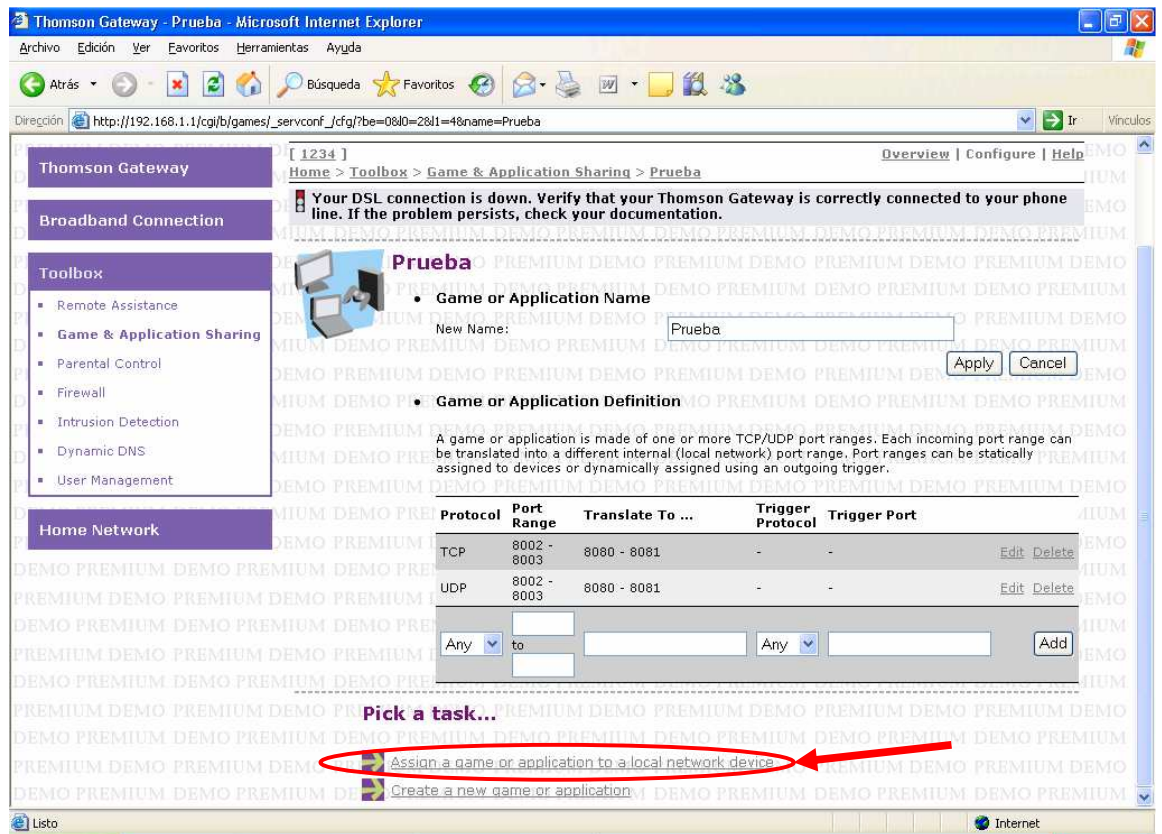 Thomson Gateway - Prueba - Microsoft Internet Explorer
Archivo Edición Ver Favoritos Herramientas Ayuda
Atrás Búsqueda Favoritos
Dirección http://192.168.1.1/cgi/b/games/_servconf_/cfg/?be=0&l0=2&l1=4&name=Prueba Ir Vínculos
Thomson Gateway
Broadband Connection
Toolbox
Remote Assistance
Game & Application Sharing
Parental Control
Firewall
Intrusion Detection
Dynamic DNS
User Management
Home Network
[ 1234 ] Overview | Configure | Help
Home > Toolbox > Game & Application Sharing > Prueba
Your DSL connection is down. Verify that your Thomson Gateway is correctly connected to your phone
line. If the problem persists, check your documentation.
Prueba
Game or Application Name
New Name: Prueba
Apply Cancel
Game or Application Definition
A game or application is made of one or more TCP/UDP port ranges. Each incoming port range can
be translated into a different internal (local network) port range. Port ranges can be statically
assigned to devices or dynamically assigned using an outgoing trigger.
Protocol Port Range Translate To ... Trigger Protocol Trigger Port
TCP 8002 - 8003 8080 - 8081 - - Edit Delete
UDP 8002 - 8003 8080 - 8081 - - Edit Delete
Any to Any Add
Pick a task...
Assign a game or application to a local network device
Create a new game or application
Listo Internet